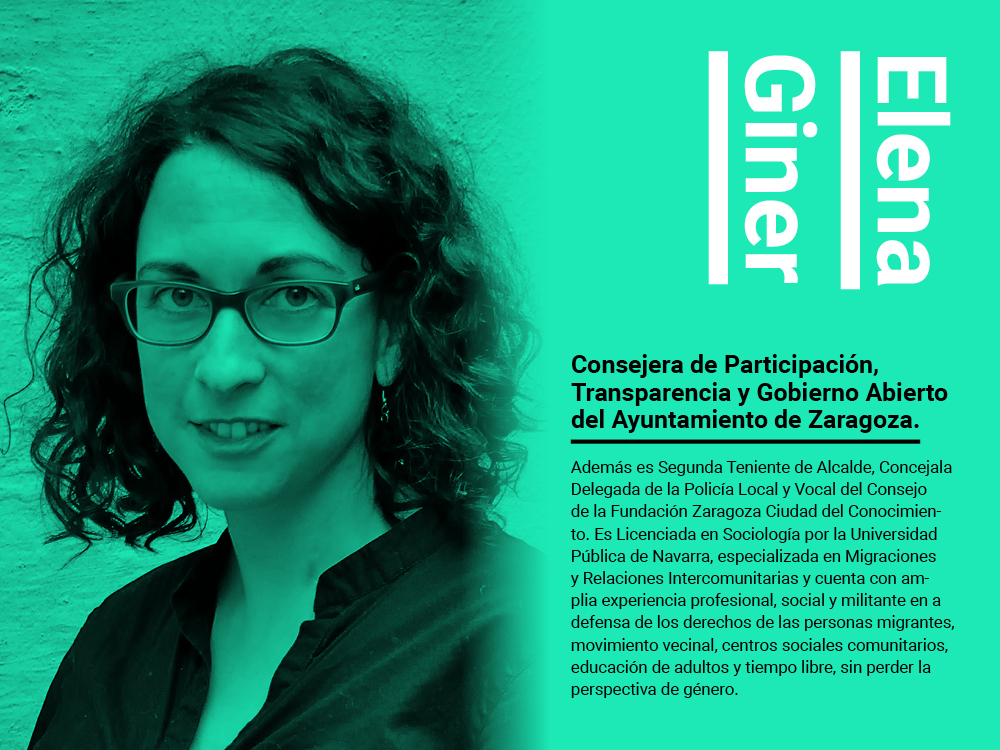 Elena
Giner
Consejera de Participación,
Transparencia y Gobierno Abierto
del Ayuntamiento de Zaragoza.
Además es Segunda Teniente de Alcalde, Concejala
Delegada de la Policía Local y Vocal del Consejo
de la Fundación Zaragoza Ciudad del Conocimien-
to. Es Licenciada en Sociología por la Universidad
Pública de Navarra, especializada en Migraciones
y Relaciones Intercomunitarias y cuenta con am-
plia experiencia profesional, social y militante en a
defensa de los derechos de las personas migrantes,
movimiento vecinal, centros sociales comunitarios,
educación de adultos y tiempo libre, sin perder la
perspectiva de género.